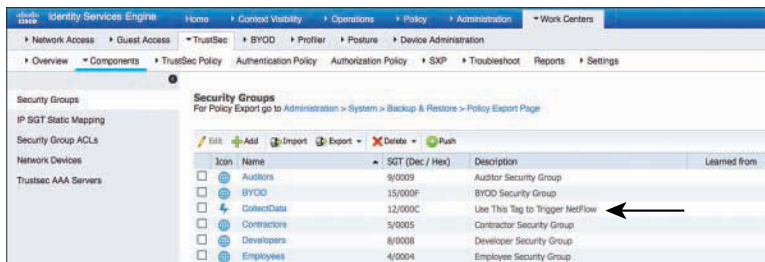 cisco Identity Services Engine Home Context Visibility Operations Policy Administration Work Centers
Network Access Guest Access TrustSec BYOD Profiler Posture Device Administration
Overview Components TrustSec Policy Authentication Policy Authorization Policy SXP Troubleshoot Reports Settings
Security Groups
IP SGT Static Mapping
Security Group ACLs
Network Devices
Trustsec AAA Servers
Security Groups
For Policy Export go to Administration > System > Backup & Restore > Policy Export Page
Edit Add Import Export Delete Push
Icon Name SGT (Dec / Hex) Description Learned from
Auditors 9/0009 Auditor Security Group
BYOD 15/000F BYOD Security Group
CollectData 12/000C Use This Tag to Trigger NetFlow
Contractors 5/0005 Contractor Security Group
Developers 8/0008 Developer Security Group
Employees 4/0004 Employee Security Group